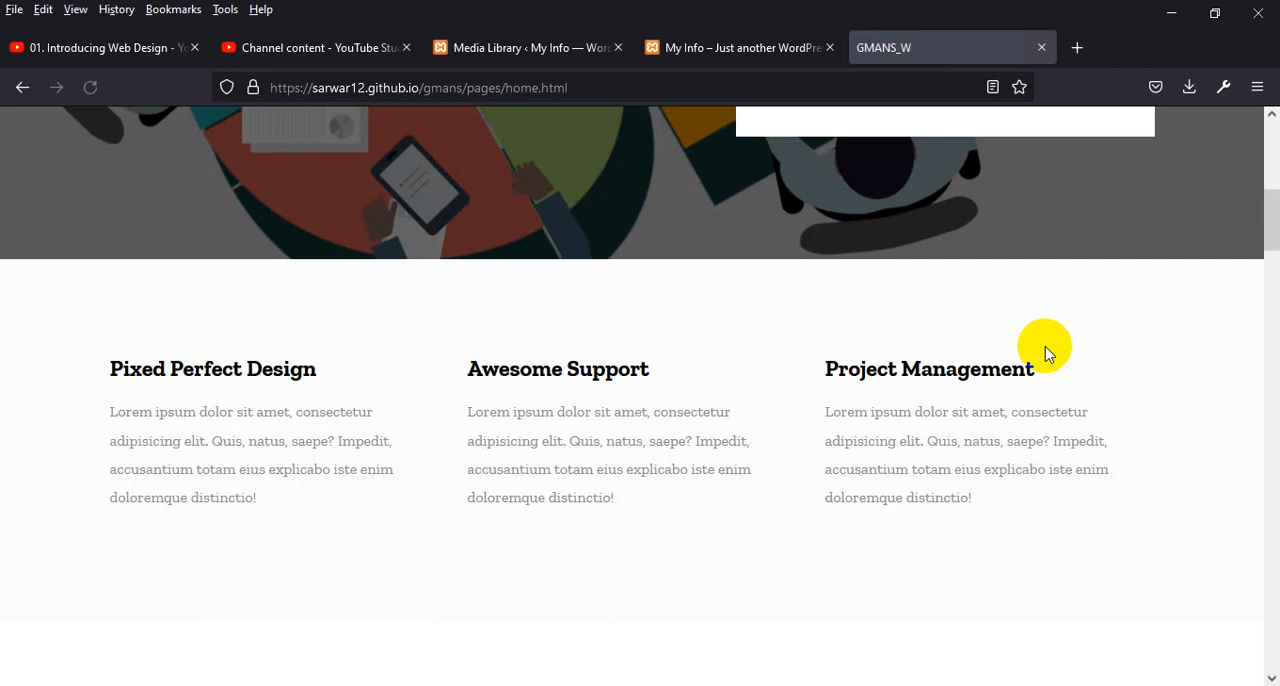 File Edit View History Bookmarks Tools Help
01. Introducing Web Design - Yo
Channel content - YouTube Stu
Media Library ‹ My Info — Word
My Info – Just another WordPre
GMANS_W
https://sarwar12.github.io/gmans/pages/home.html
Pixed Perfect Design
Lorem ipsum dolor sit amet, consectetur
adipisicing elit. Quis, natus, saepe? Impedit,
accusantium totam eius explicabo iste enim
doloremque distinctio!
Awesome Support
Lorem ipsum dolor sit amet, consectetur
adipisicing elit. Quis, natus, saepe? Impedit,
accusantium totam eius explicabo iste enim
doloremque distinctio!
Project Management
Lorem ipsum dolor sit amet, consectetur
adipisicing elit. Quis, natus, saepe? Impedit,
accusantium totam eius explicabo iste enim
doloremque distinctio!